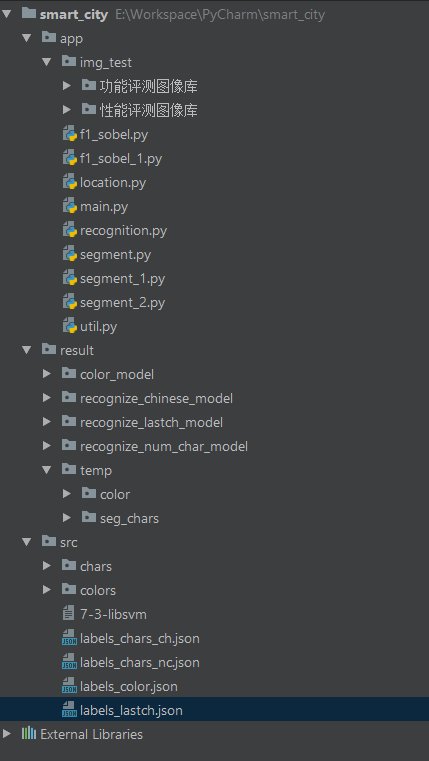 smart_city E:\Workspace\PyCharm\smart_city
app
img_test
功能评测图像库
性能评测图像库
f1_sobel.py
f1_sobel_1.py
location.py
main.py
recognition.py
segment.py
segment_1.py
segment_2.py
util.py
result
color_model
recognize_chinese_model
recognize_lastch_model
recognize_num_char_model
temp
color
seg_chars
src
chars
colors
7-3-libsvm
labels_chars_ch.json
labels_chars_nc.json
labels_color.json
labels_lastch.json
External Libraries